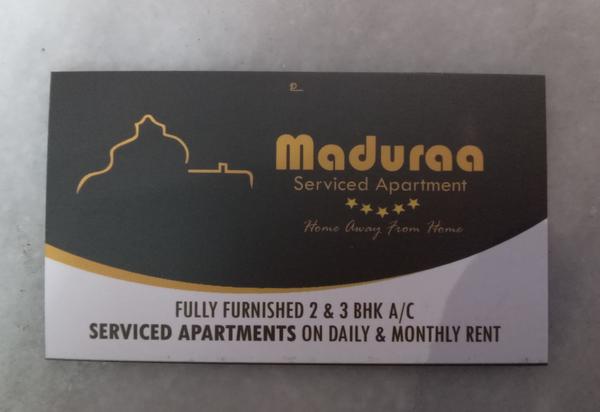 Maduraa
Serviced Apartment
Home Away From Home
FULLY FURNISHED 2 & 3 BHK A/C
SERVICED APARTMENTS ON DAILY & MONTHLY RENT